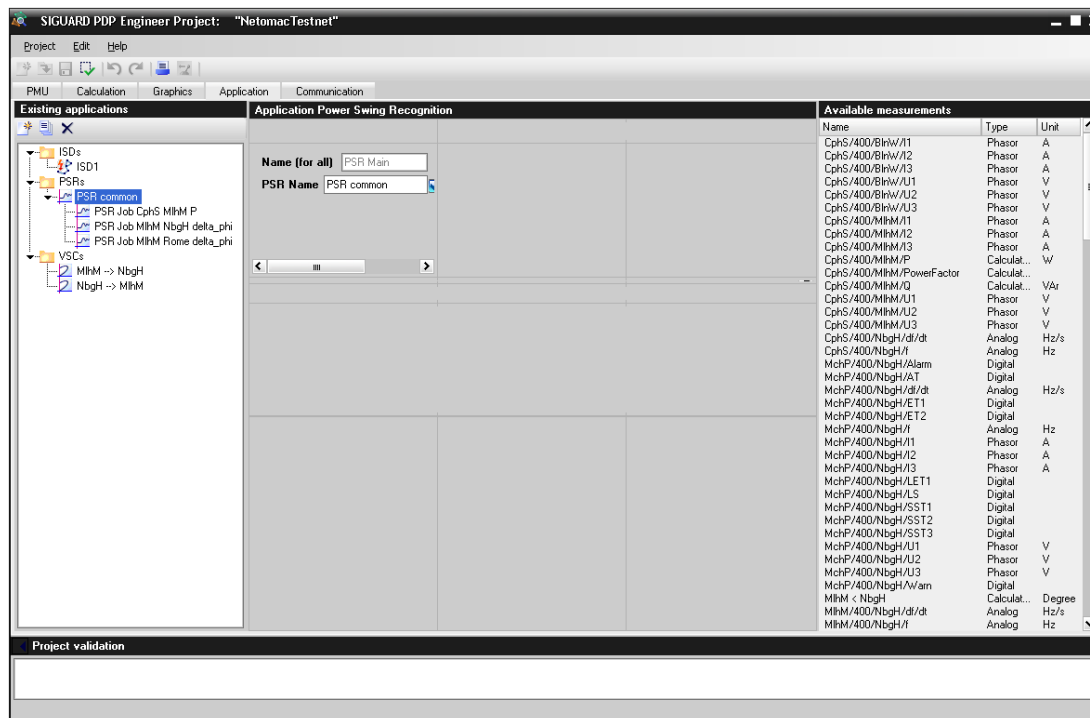 SIGUARD PDP Engineer Project: "NetomacTestnet"
Project Edit Help
PMU Calculation Graphics Application Communication
Existing applications
ISDs
ISD1
PSRs
PSR common
PSR Job CphS MlhM P
PSR Job MlhM NbgH delta_phi
PSR Job MlhM Rome delta_phi
VSCs
MlhM --> NbgH
NbgH --> MlhM
Application Power Swing Recognition
Name (for all) PSR Main
PSR Name PSR common
Available measurements
Name Type Unit
CphS/400/BlnW/I1 Phasor A
CphS/400/BlnW/I2 Phasor A
CphS/400/BlnW/I3 Phasor A
CphS/400/BlnW/U1 Phasor V
CphS/400/BlnW/U2 Phasor V
CphS/400/BlnW/U3 Phasor V
CphS/400/MlhM/I1 Phasor A
CphS/400/MlhM/I2 Phasor A
CphS/400/MlhM/I3 Phasor A
CphS/400/MlhM/P Calculat... W
CphS/400/MlhM/PowerFactor Calculat...
CphS/400/MlhM/Q Calculat... VAr
CphS/400/MlhM/U1 Phasor V
CphS/400/MlhM/U2 Phasor V
CphS/400/MlhM/U3 Phasor V
CphS/400/NbgH/df/dt Analog Hz/s
CphS/400/NbgH/f Analog Hz
MchP/400/NbgH/Alarm Digital
MchP/400/NbgH/AT Digital
MchP/400/NbgH/df/dt Analog Hz/s
MchP/400/NbgH/ET1 Digital
MchP/400/NbgH/ET2 Digital
MchP/400/NbgH/f Analog Hz
MchP/400/NbgH/I1 Phasor A
MchP/400/NbgH/I2 Phasor A
MchP/400/NbgH/I3 Phasor A
MchP/400/NbgH/LET1 Digital
MchP/400/NbgH/LS Digital
MchP/400/NbgH/SST1 Digital
MchP/400/NbgH/SST2 Digital
MchP/400/NbgH/SST3 Digital
MchP/400/NbgH/U1 Phasor V
MchP/400/NbgH/U2 Phasor V
MchP/400/NbgH/U3 Phasor V
MchP/400/NbgH/Warn Digital
MlhM < NbgH Calculat... Degree
MlhM/400/NbgH/df/dt Analog Hz/s
MlhM/400/NbgH/f Analog Hz
Project validation